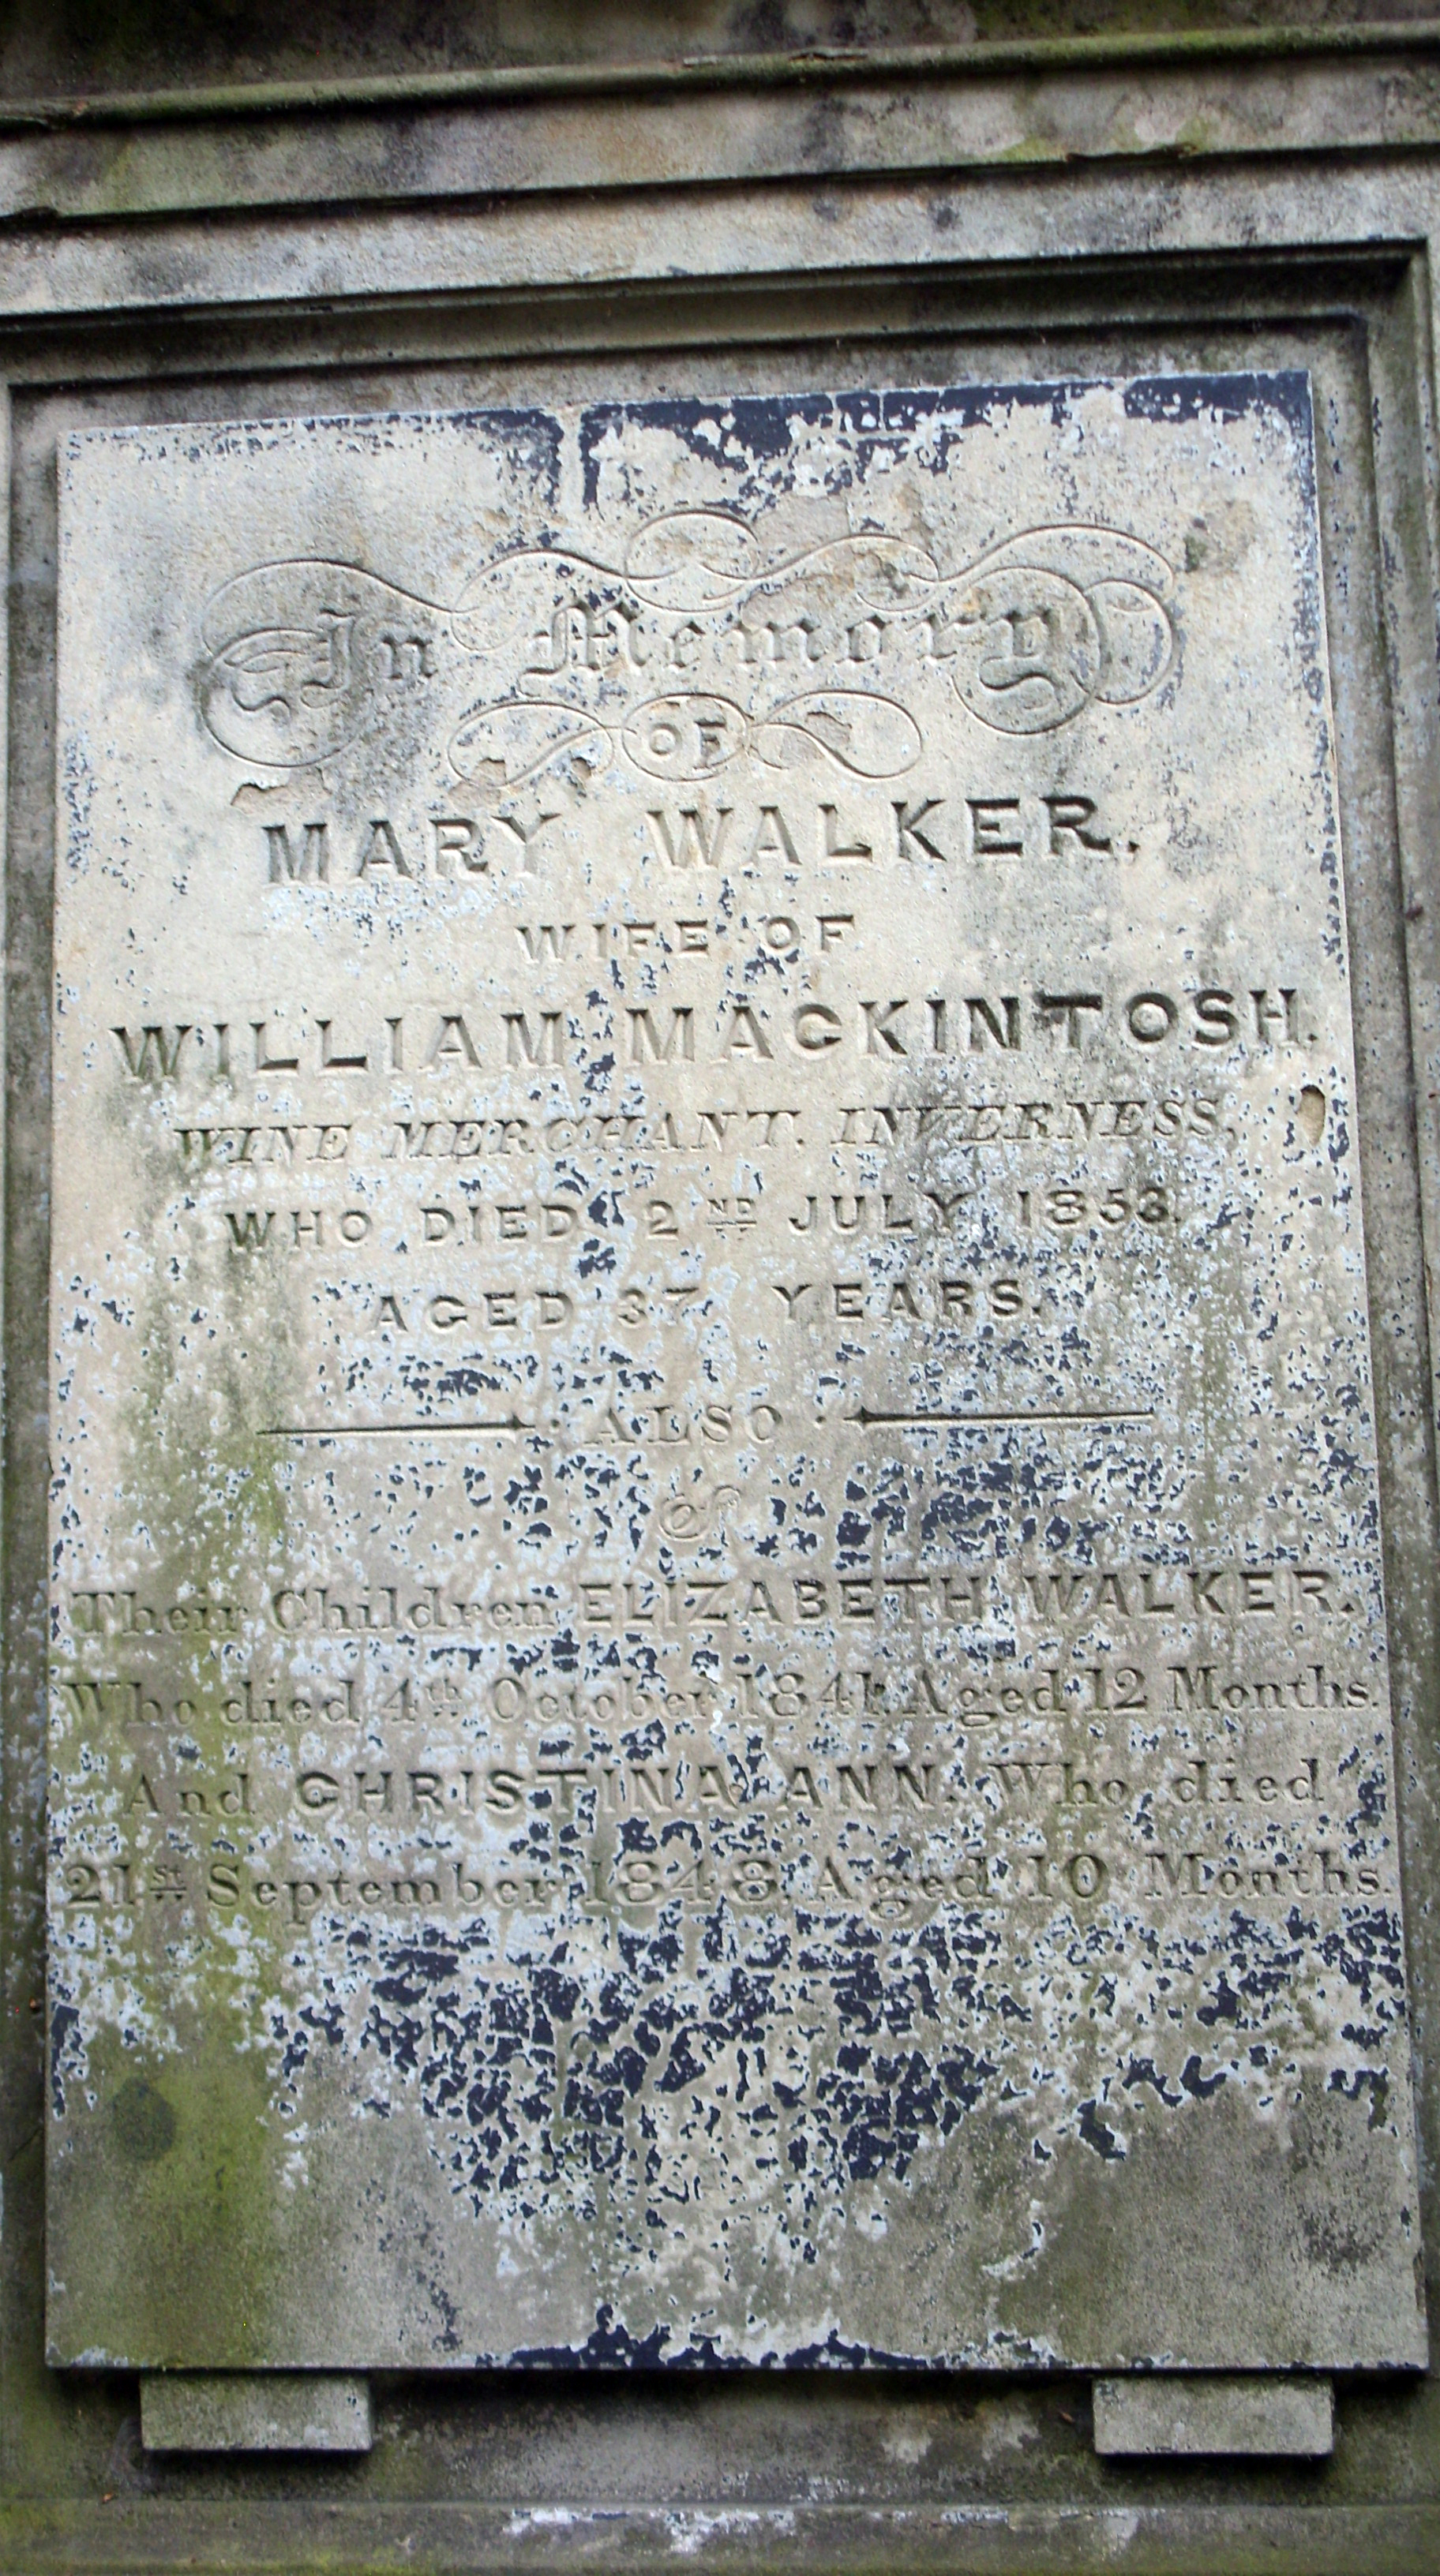 In Memory
OF
MARY WALKER.
WIFE OF
WILLIAM MACKINTOSH.
WINE MERCHANT. INVERNESS,
WHO DIED 2ND JULY 1853,
AGED 37 YEARS.
ALSO
of
Their Children ELIZABETH WALKER.
Who died 4th October 1841. Aged 12 Months.
And CHRISTINA ANN. Who died
21ST September 1848 Aged 10 Months.